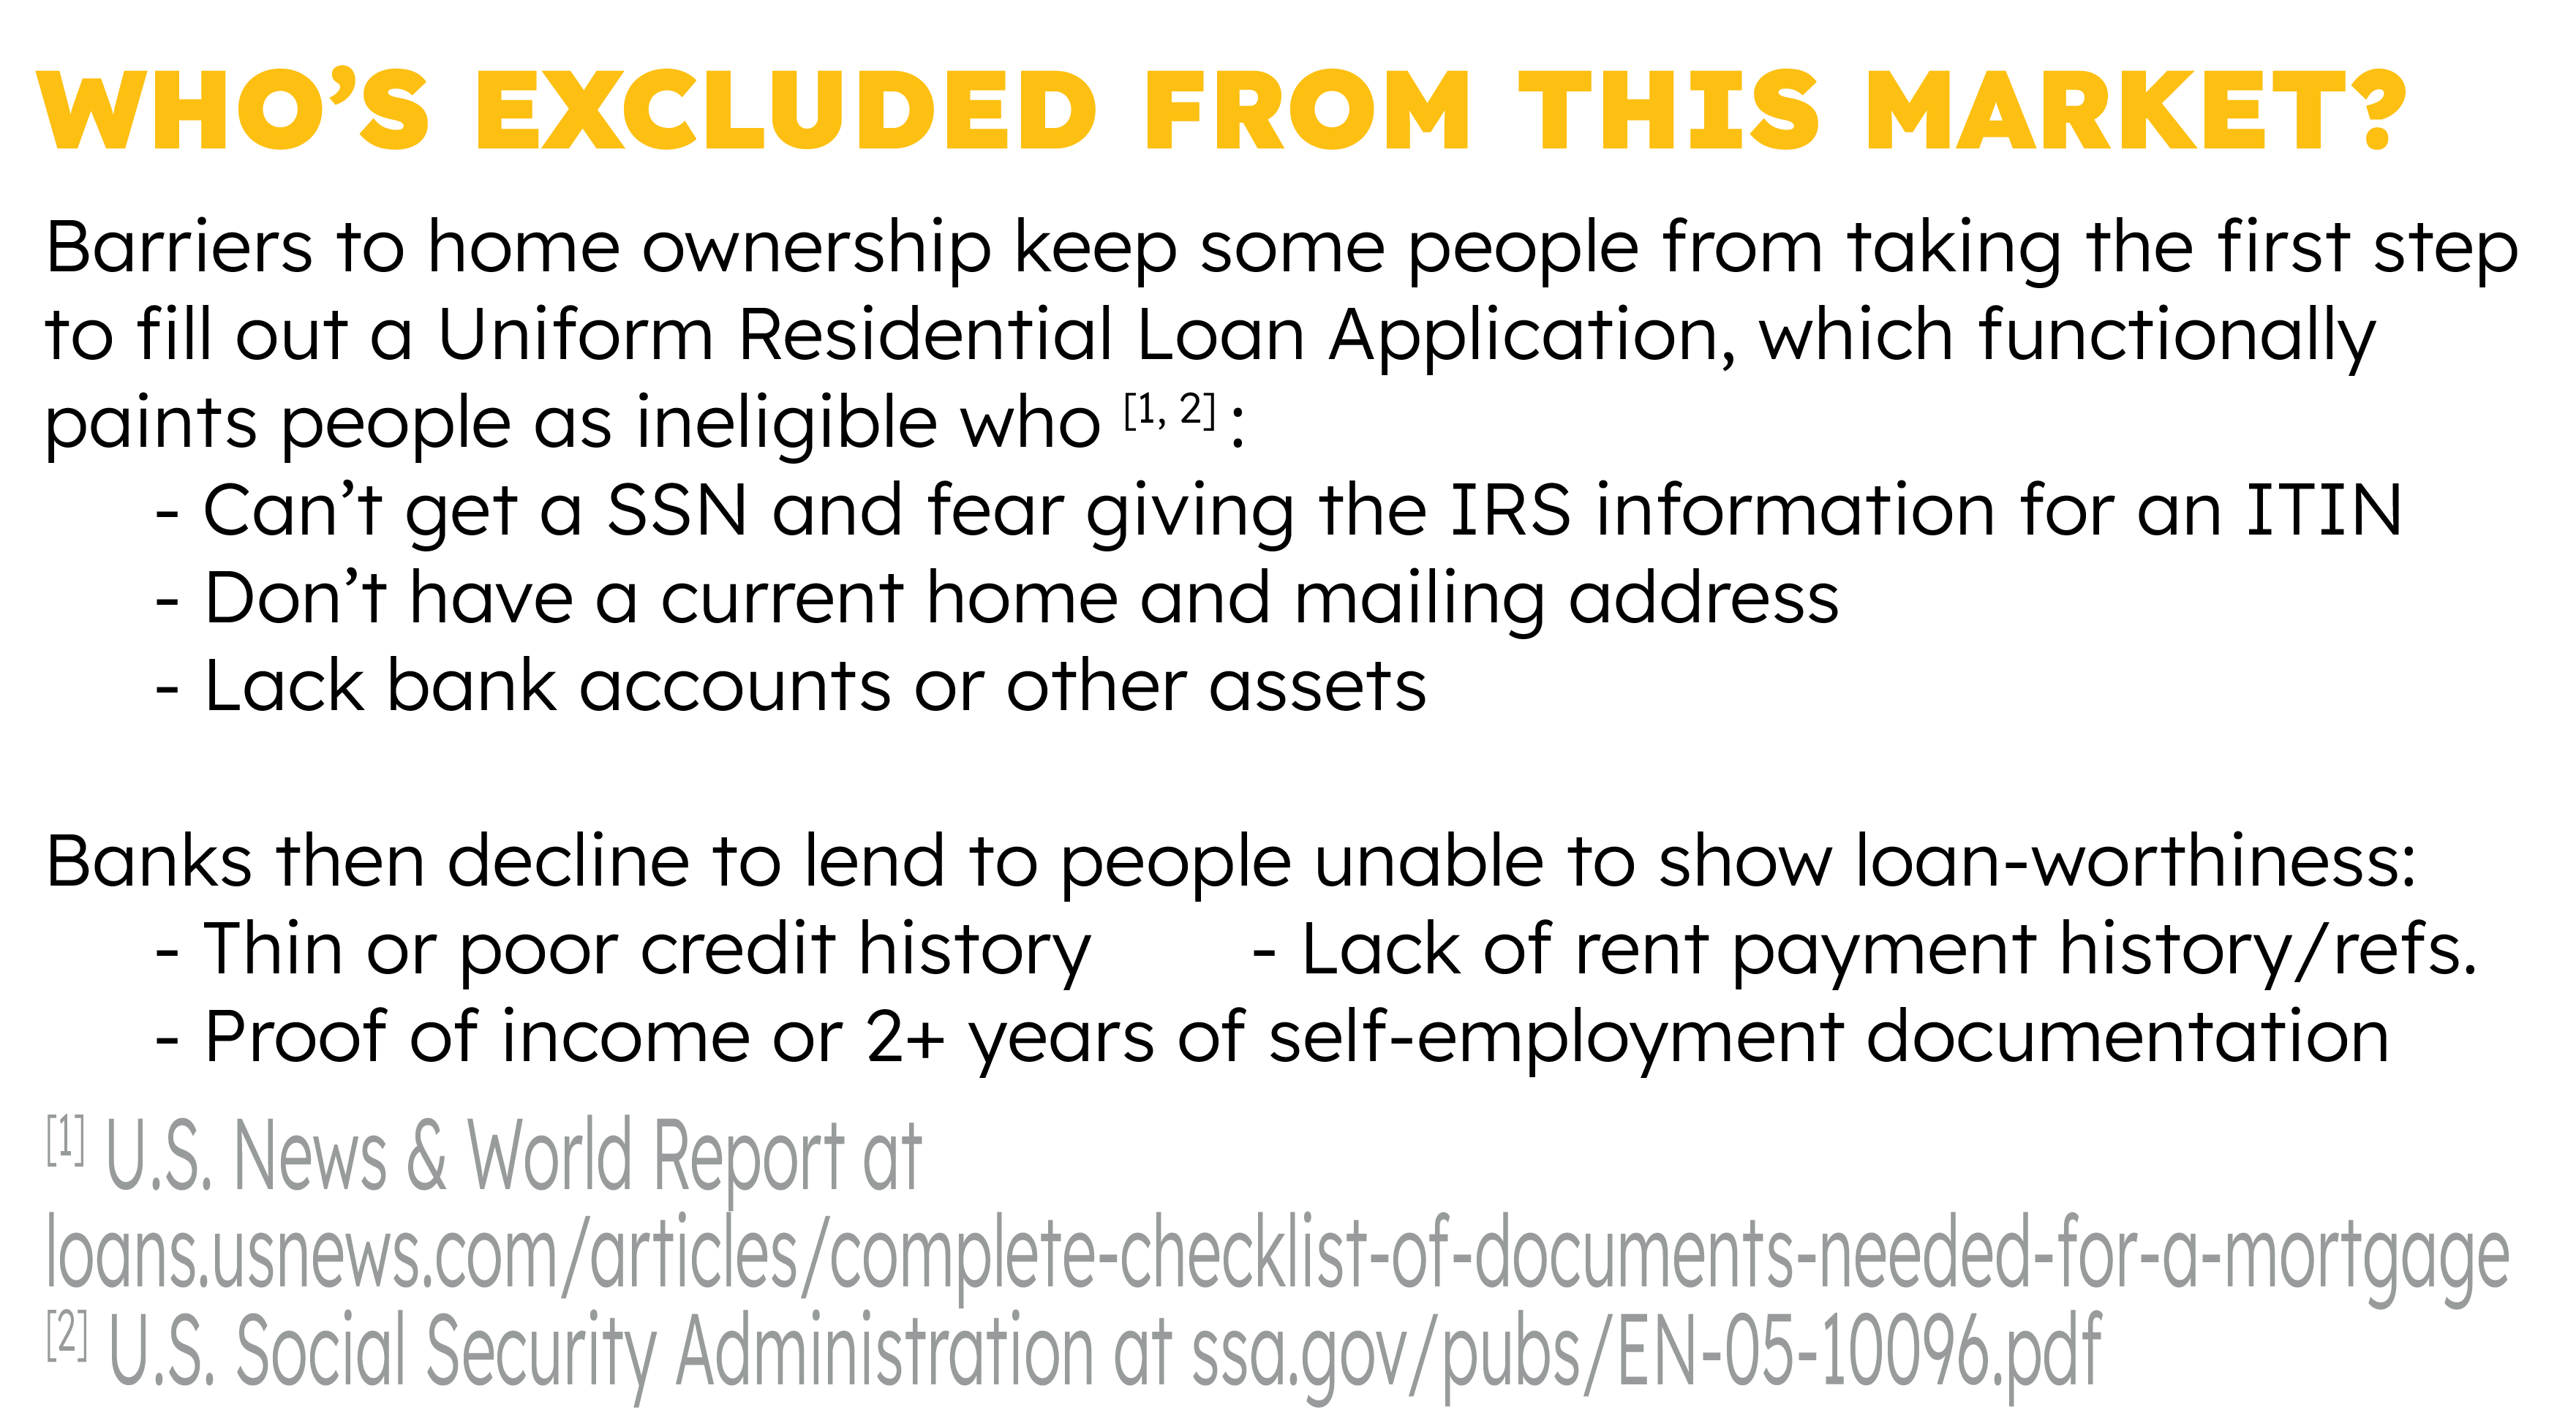 WHO’S EXCLUDED FROM THIS MARKET?
Barriers to home ownership keep some people from taking the first step
to fill out a Uniform Residential Loan Application, which functionally
paints people as ineligible who [1, 2] :
- Can’t get a SSN and fear giving the IRS information for an ITIN
- Don’t have a current home and mailing address
- Lack bank accounts or other assets
Banks then decline to lend to people unable to show loan-worthiness:
- Thin or poor credit history - Lack of rent payment history/refs.
- Proof of income or 2+ years of self-employment documentation
[1] U.S. News & World Report at
loans.usnews.com/articles/complete-checklist-of-documents-needed-for-a-mortgage
[2] U.S. Social Security Administration at ssa.gov/pubs/EN-05-10096.pdf